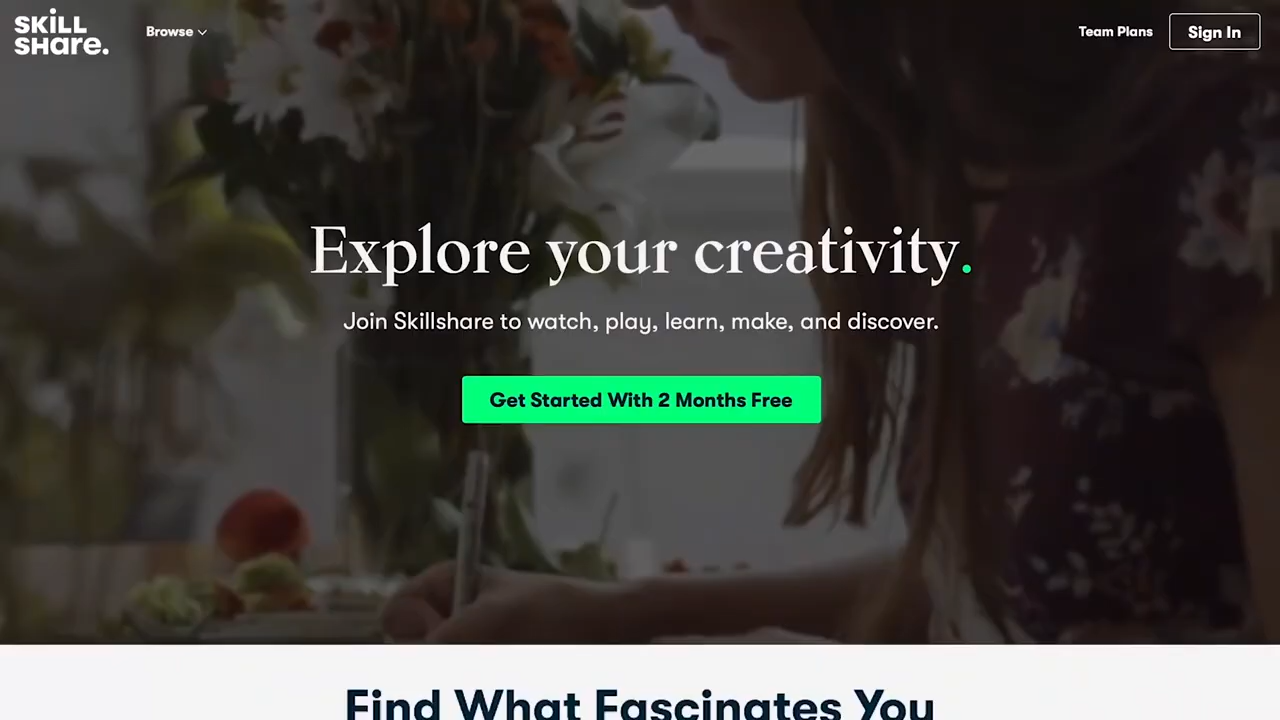 SKiLL
SHare.
Browse
Team Plans
Sign In
Explore your creativity.
Join Skillshare to watch, play, learn, make, and discover.
Get Started With 2 Months Free
Find What Fascinates You